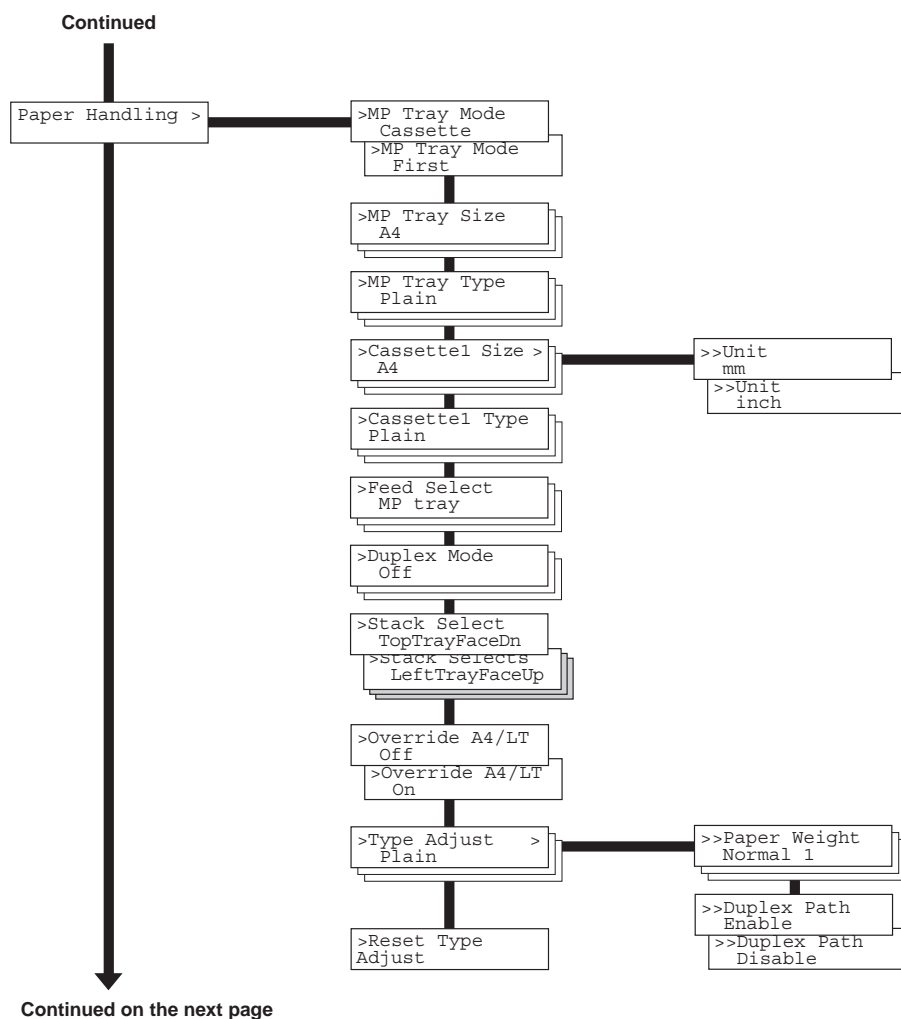 Continued
Paper Handling >
>MP Tray Mode
Cassette
>MP Tray Mode
First
>MP Tray Size
A4
>MP Tray Type
Plain
>Cassette1 Size >
A4
>>Unit
mm
>>Unit
inch
>Cassette1 Type
Plain
>Feed Select
MP tray
>Duplex Mode
Off
>Stack Select
TopTrayFaceDn
>Stack Selects
LeftTrayFaceUp
>Override A4/LT
Off
>Override A4/LT
On
>Type Adjust >
Plain
>>Paper Weight
Normal 1
>>Duplex Path
Enable
>>Duplex Path
Disable
>Reset Type
Adjust
Continued on the next page